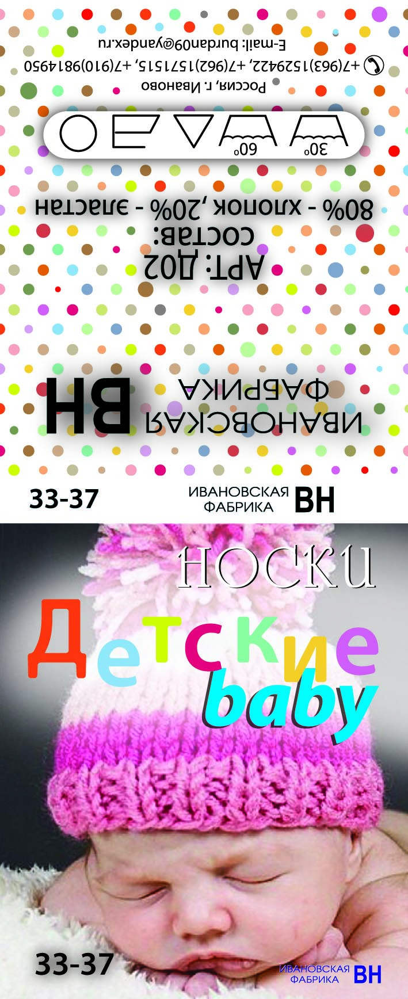 ИВАНОВСКАЯ
ФАБРИКА
ВН
АРТ: Д02
состав:
80% - хлопок ,20% - эластан
30° 60°
Россия, г. Иваново
+7(963)1529422, +7(962)1571515, +7(910)9814950
E-mail: burdan09@yandex.ru
33-37
ИВАНОВСКАЯ
ФАБРИКА
ВН
НОСКИ
Детские
baby
33-37
ИВАНОВСКАЯ
ФАБРИКА
ВН